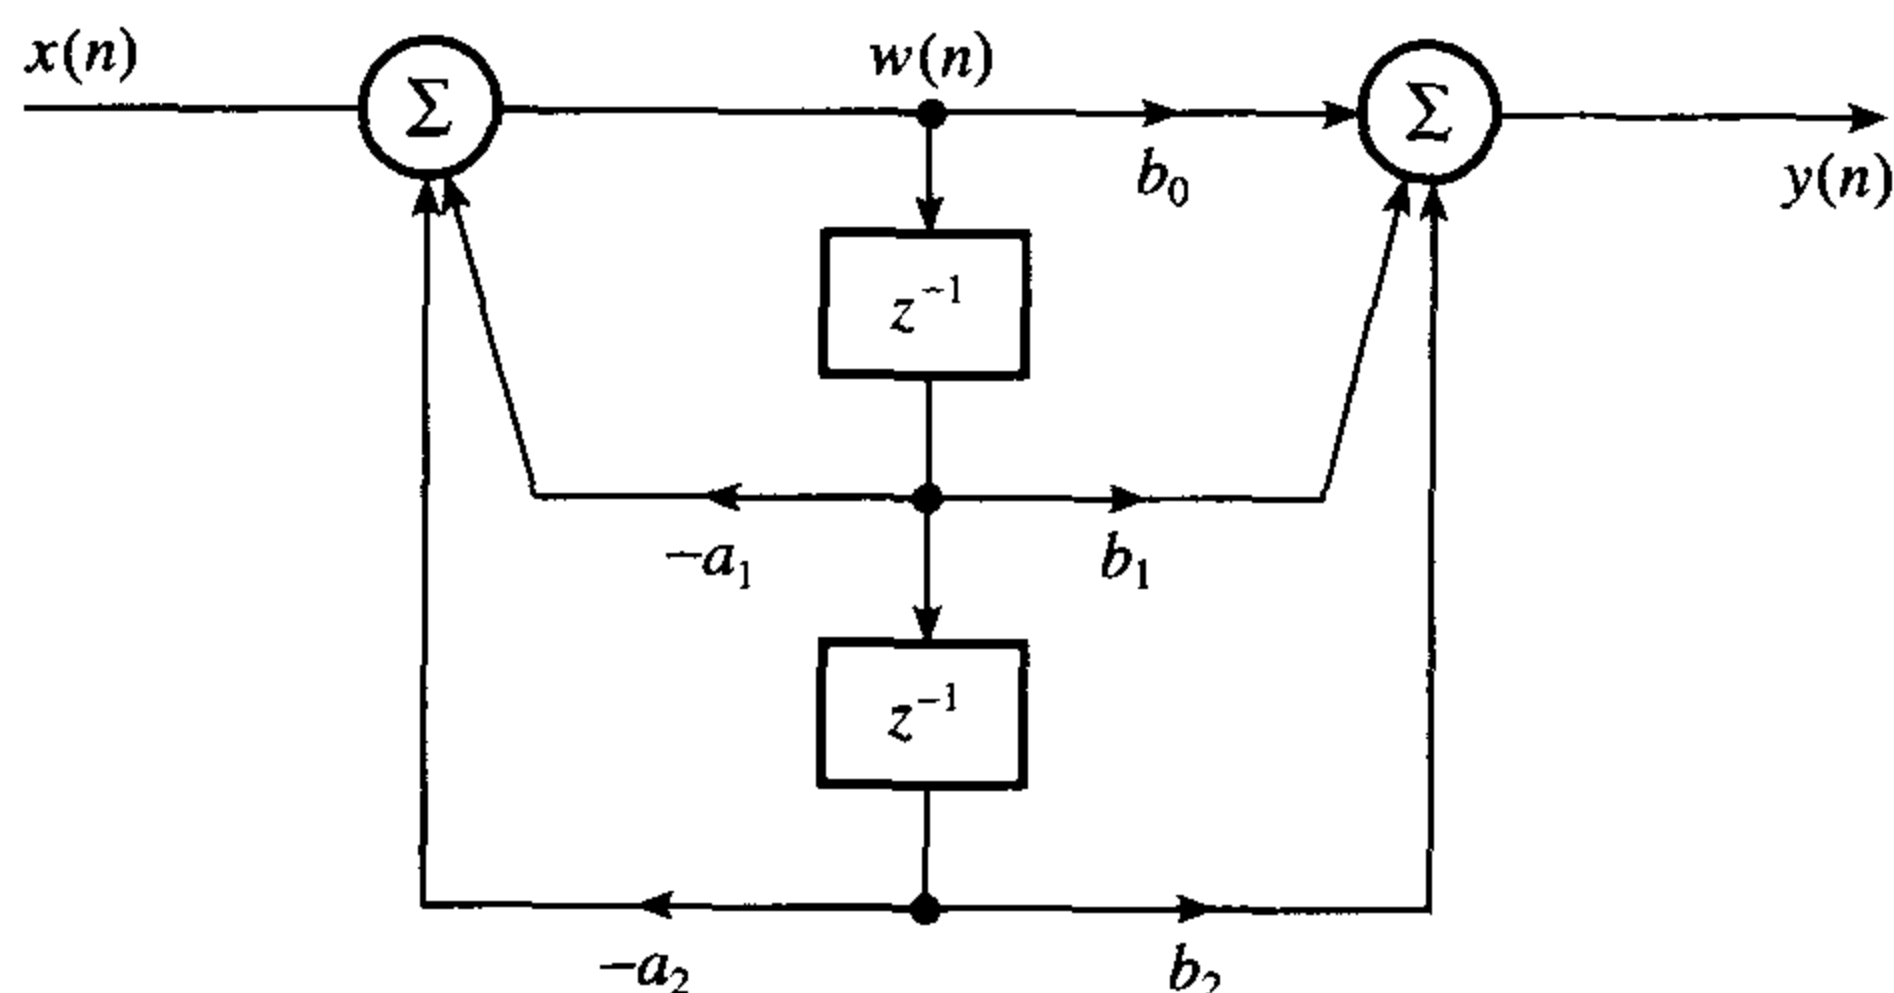 x(n)
Σ
w(n)
Σ
b₀
y(n)
z⁻¹
−a₁
b₁
z⁻¹
−a₂
b₂